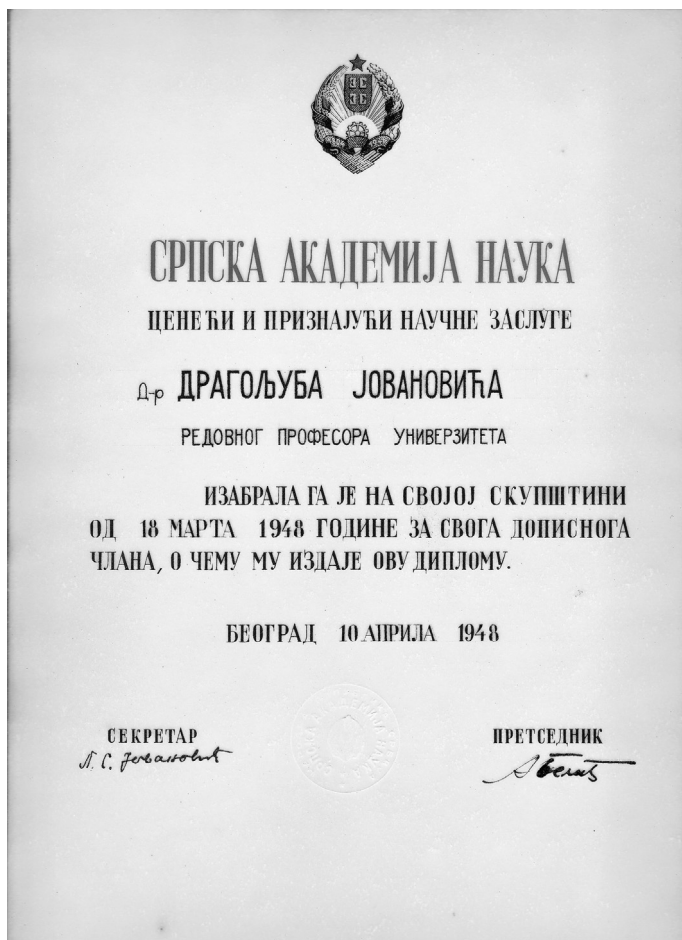 СРПСКА АКАДЕМИЈА НАУКА
ЦЕНЕЋИ И ПРИЗНАЈУЋИ НАУЧНЕ ЗАСЛУГЕ
Д-р ДРАГОЉУБА ЈОВАНОВИЋА
РЕДОВНОГ ПРОФЕСОРА УНИВЕРЗИТЕТА
ИЗАБРАЛА ГА ЈЕ НА СВОЈОЈ СКУПШТИНИ
ОД 18 МАРТА 1948 ГОДИНЕ ЗА СВОГА ДОПИСНОГА
ЧЛАНА, О ЧЕМУ МУ ИЗДАЈЕ ОВУ ДИПЛОМУ.
БЕОГРАД 10 АПРИЛА 1948
СЕКРЕТАР
П. С. Јовановић
ПРЕТСЕДНИК
А Белић